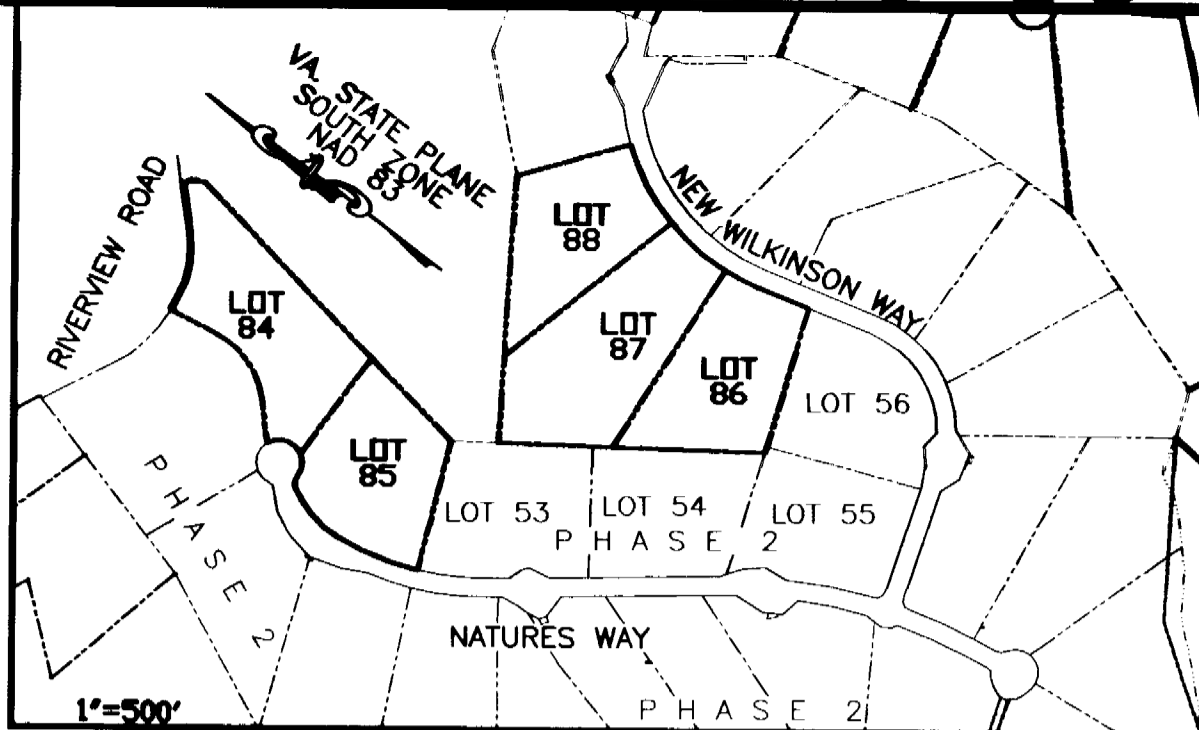 VA. STATE PLANE
SOUTH ZONE
NAD 83
RIVERVIEW ROAD
NEW WILKINSON WAY
LOT
88
LOT
84
LOT
87
LOT
86
LOT 56
LOT
85
LOT 53
LOT 54
LOT 55
PHASE 2
PHASE 2
NATURES WAY
1"=500'
PHASE 2